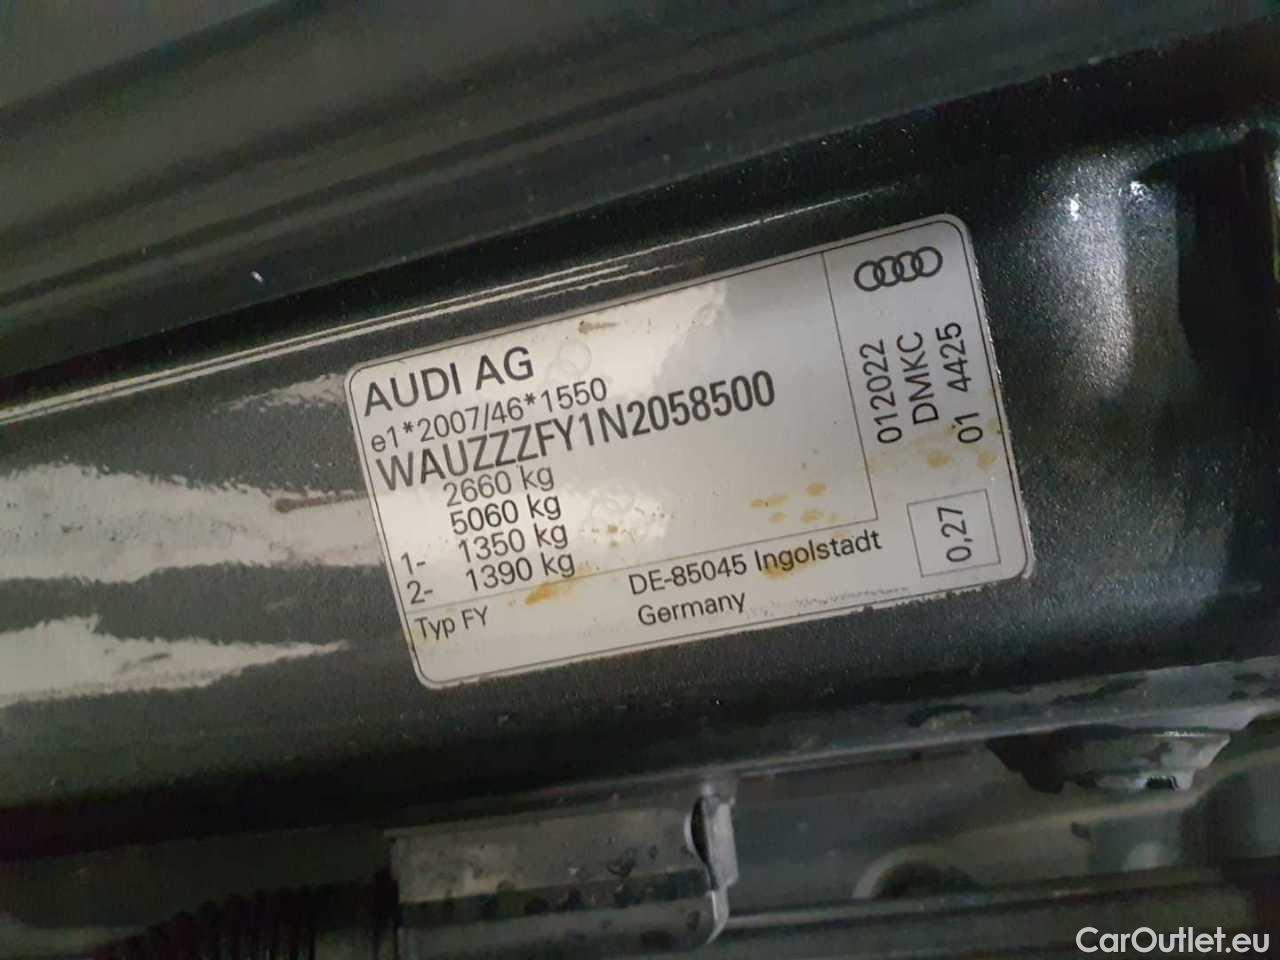 AUDI AG
e1*2007/46*1550
WAUZZZFY1N2058500
2660 kg
5060 kg
1- 1350 kg
2- 1390 kg
Typ FY
DE-85045 Ingolstadt
Germany
012022
DMKC
01 4425
0,27
CarOutlet.eu